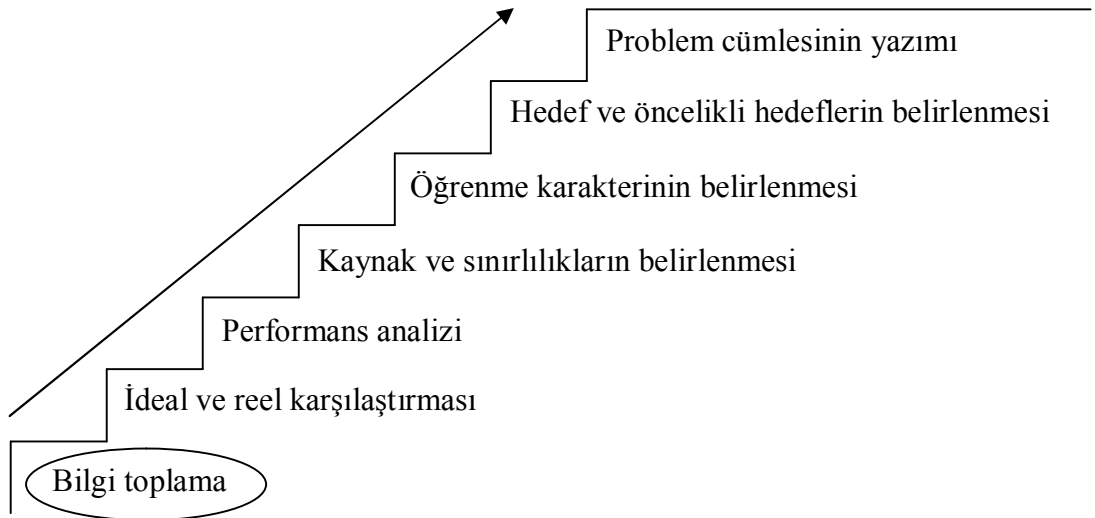 Problem cümlesinin yazımı
Hedef ve öncelikli hedeflerin belirlenmesi
Öğrenme karakterinin belirlenmesi
Kaynak ve sınırlılıkların belirlenmesi
Performans analizi
İdeal ve reel karşılaştırması
Bilgi toplama